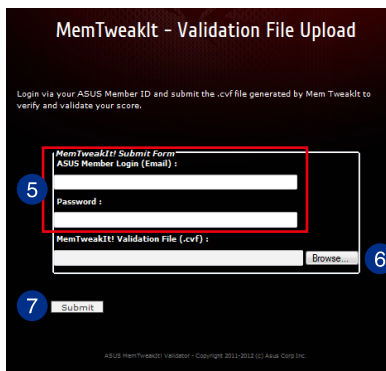 MemTweakIt - Validation File Upload
Login via your ASUS Member ID and submit the .cvf file generated by Mem TweakIt to
verify and validate your score.
MemTweakIt! Submit Form
ASUS Member Login (Email) :
5
Password :
MemTweakIt! Validation File (.cvf) :
Browse... 6
7 Submit
ASUS MemTweakIt! Validator - Copyright 2011-2012 (c) Asus Corp Inc.